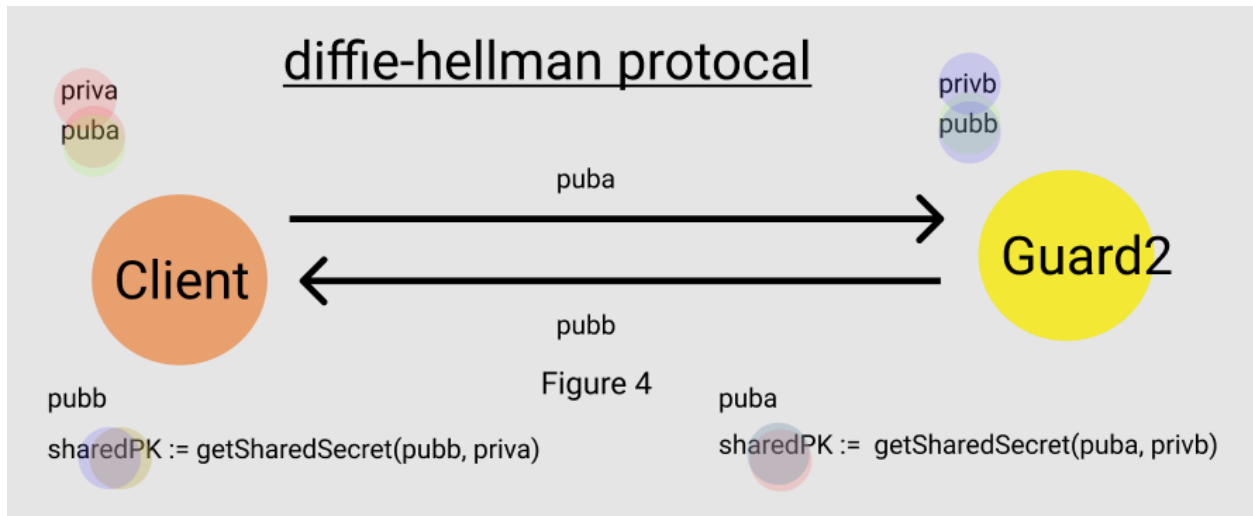 diffie-hellman protocal
priva
puba
privb
pubb
puba
Client
Guard2
pubb
Figure 4
pubb
sharedPK := getSharedSecret(pubb, priva)
puba
sharedPK := getSharedSecret(puba, privb)